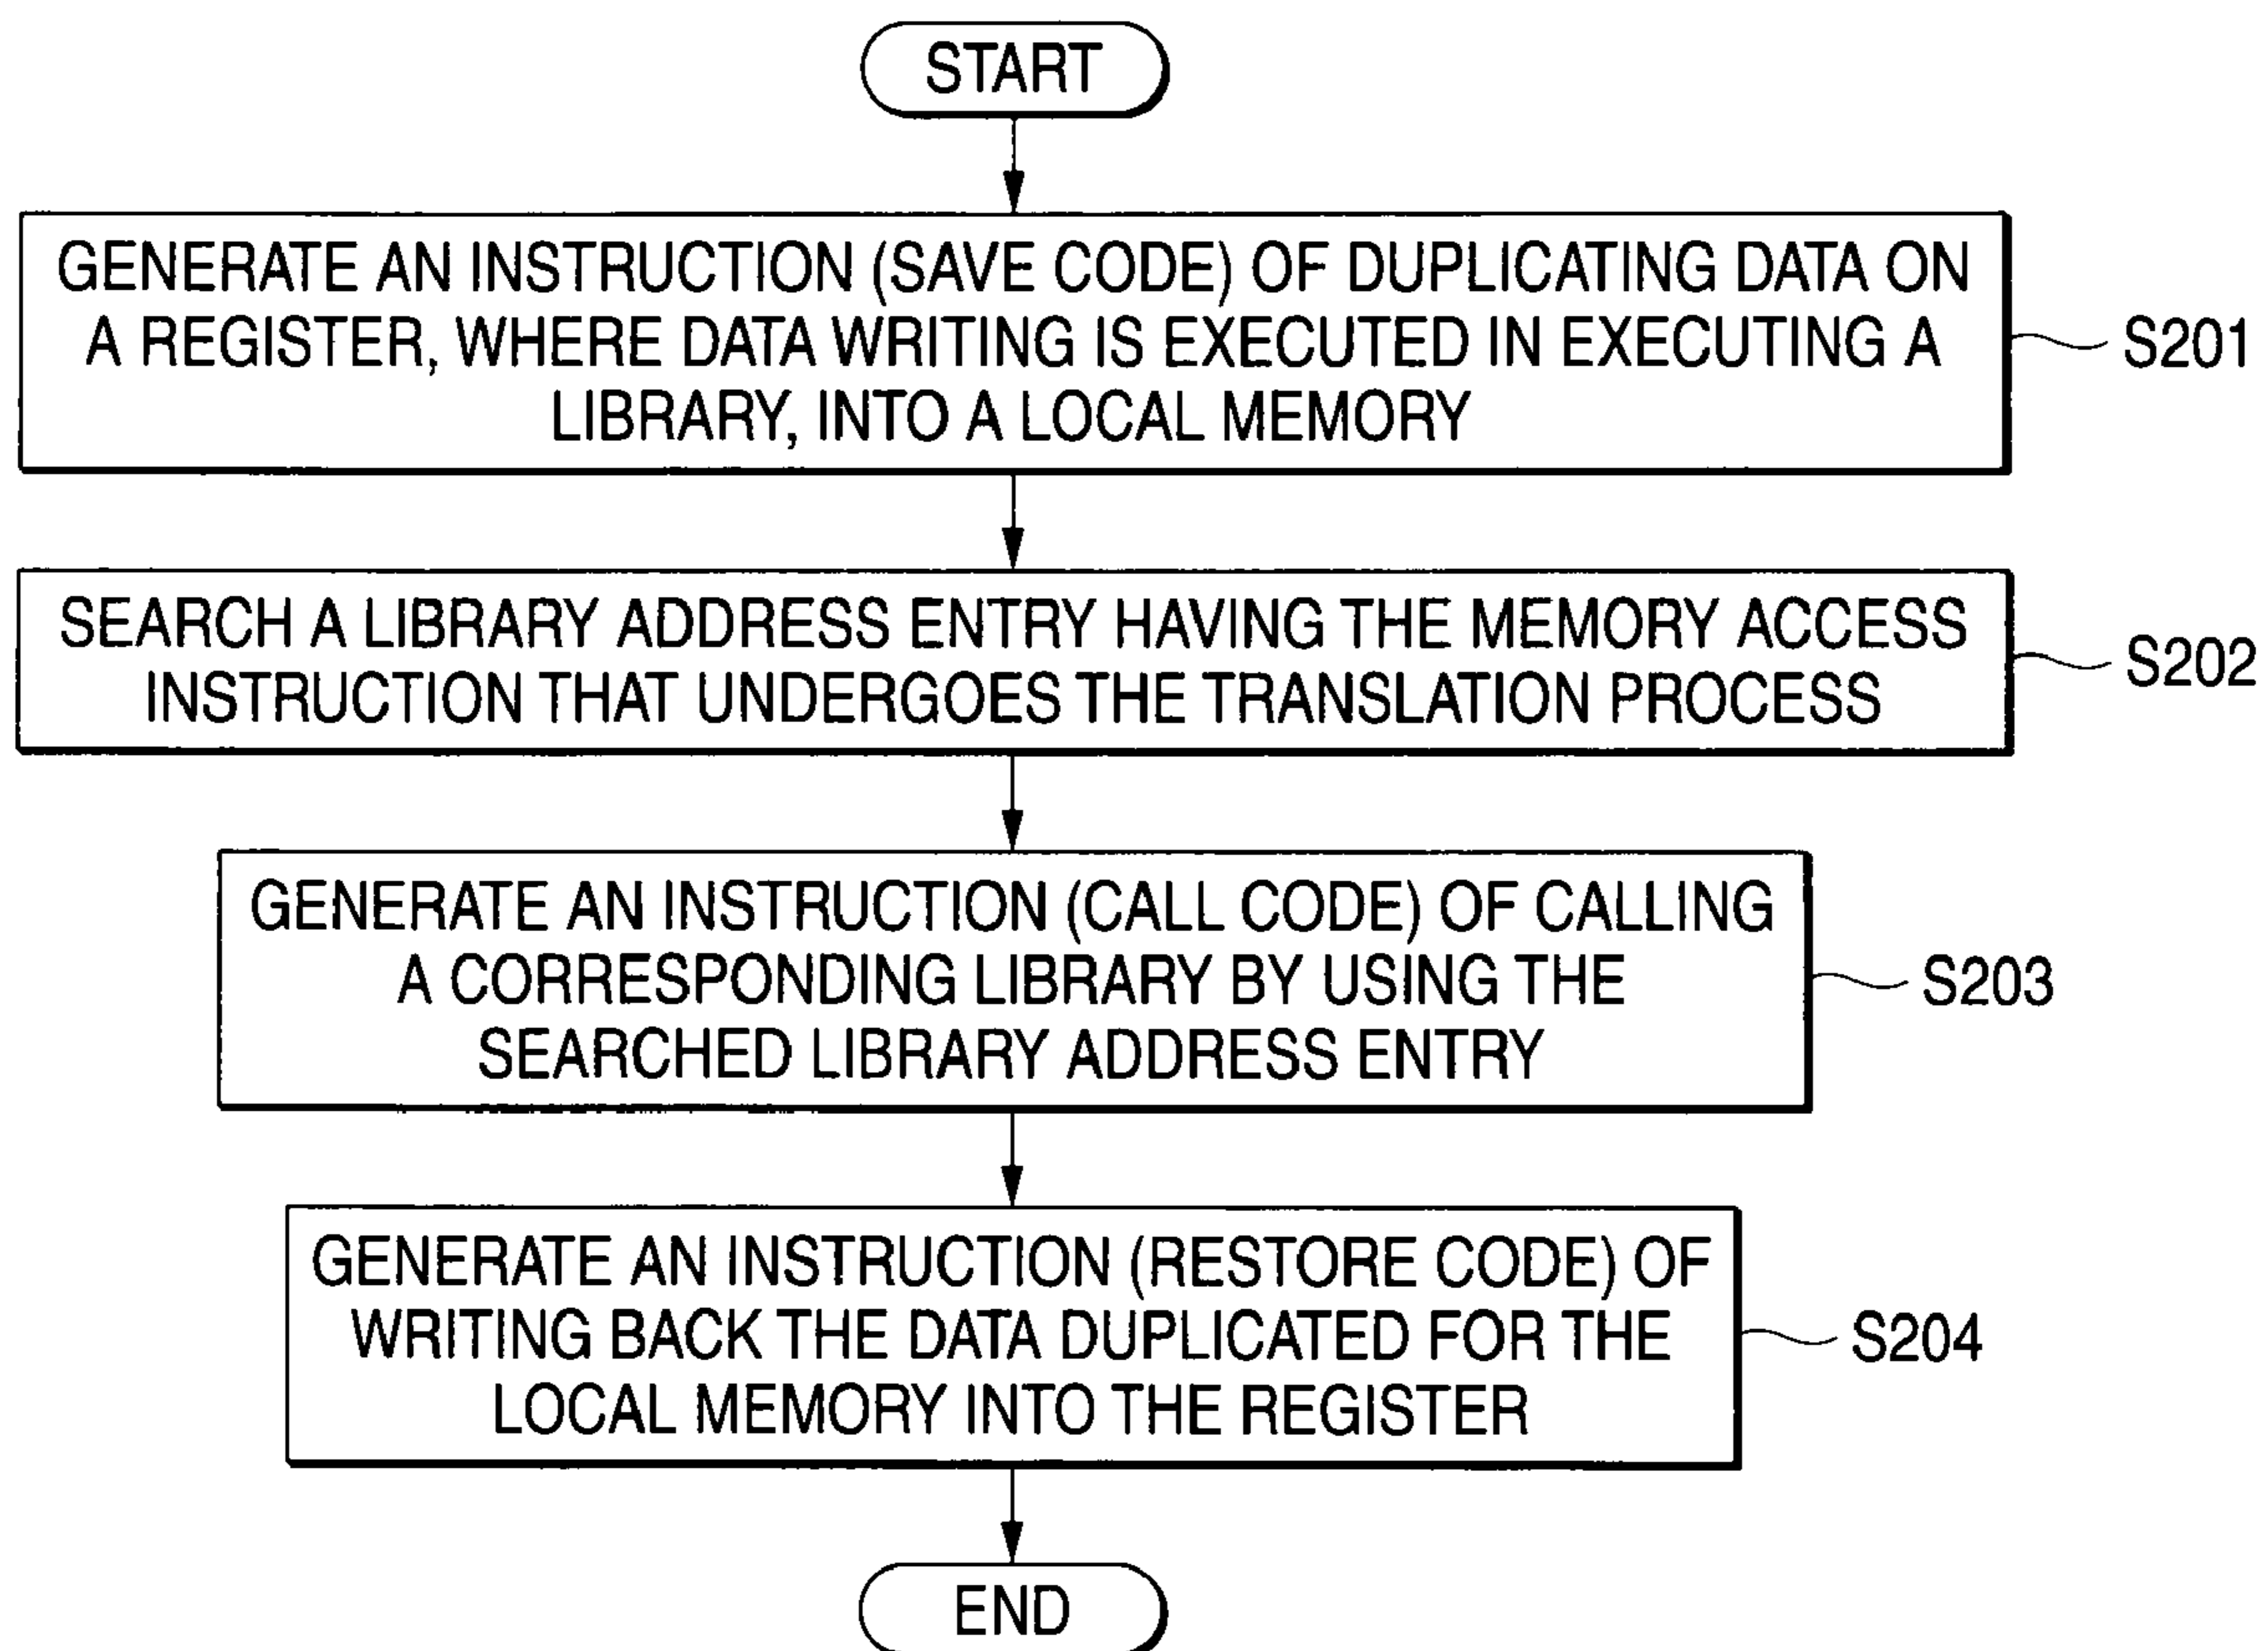 START
GENERATE AN INSTRUCTION (SAVE CODE) OF DUPLICATING DATA ON
A REGISTER, WHERE DATA WRITING IS EXECUTED IN EXECUTING A
LIBRARY, INTO A LOCAL MEMORY
S201
SEARCH A LIBRARY ADDRESS ENTRY HAVING THE MEMORY ACCESS
INSTRUCTION THAT UNDERGOES THE TRANSLATION PROCESS
S202
GENERATE AN INSTRUCTION (CALL CODE) OF CALLING
A CORRESPONDING LIBRARY BY USING THE
SEARCHED LIBRARY ADDRESS ENTRY
S203
GENERATE AN INSTRUCTION (RESTORE CODE) OF
WRITING BACK THE DATA DUPLICATED FOR THE
LOCAL MEMORY INTO THE REGISTER
S204
END